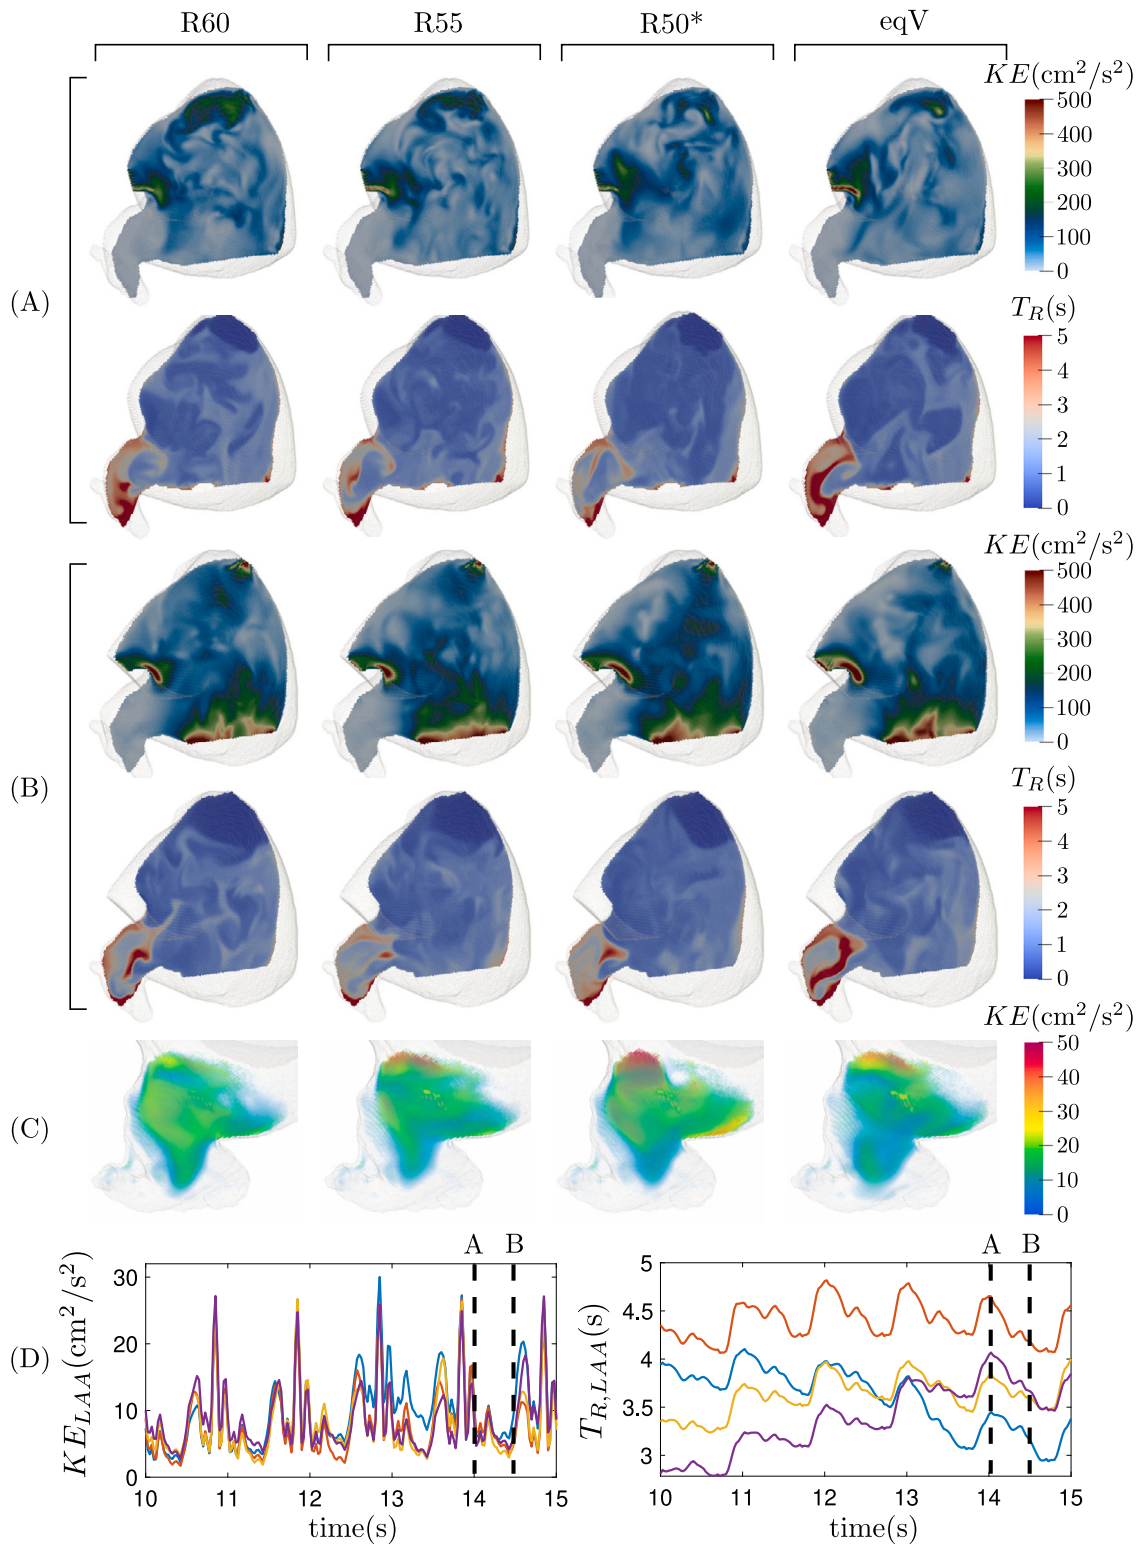 R60 R55 R50* eqV
KE(cm²/s²)
500
400
300
200
100
0
(A)
T_R(s)
5
4
3
2
1
0
KE(cm²/s²)
500
400
300
200
100
0
(B)
T_R(s)
5
4
3
2
1
0
KE(cm²/s²)
50
40
30
20
10
0
(C)
A B
A B
(D)
KE_LAA(cm²/s²)
30
20
10
0
10 11 12 13 14 15
time(s)
T_R,LAA(s)
5
4.5
4
3.5
3
10 11 12 13 14 15
time(s)